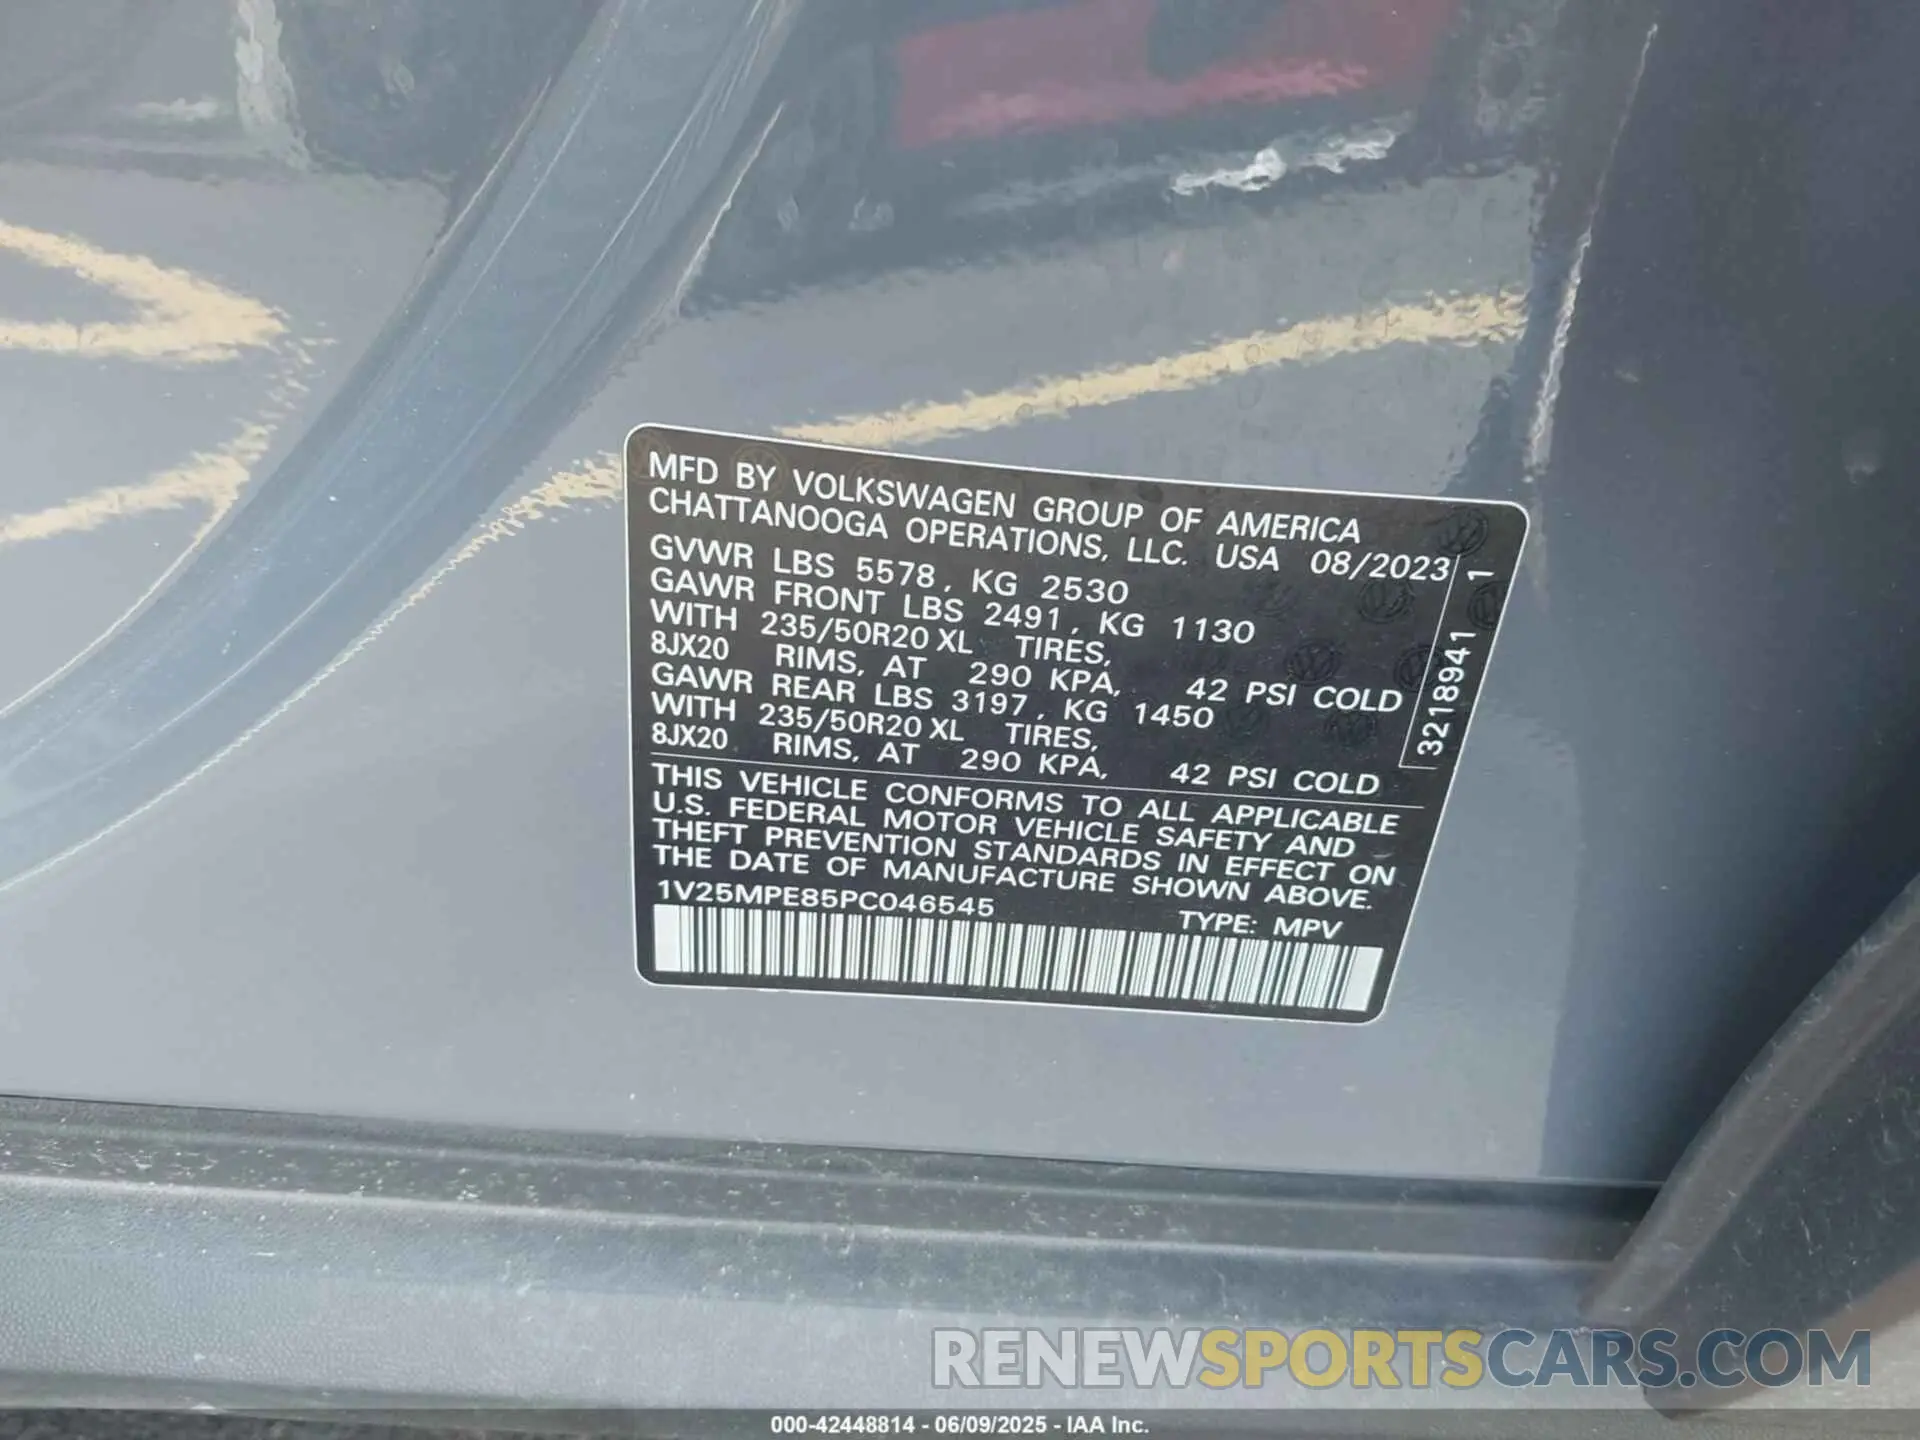 MFD BY VOLKSWAGEN GROUP OF AMERICA
CHATTANOOGA OPERATIONS, LLC. USA 08/2023
GVWR LBS 5578, KG 2530
GAWR FRONT LBS 2491, KG 1130
WITH 235/50R20 XL TIRES,
8JX20 RIMS, AT 290 KPA, 42 PSI COLD
GAWR REAR LBS 3197, KG 1450
WITH 235/50R20 XL TIRES,
8JX20 RIMS, AT 290 KPA, 42 PSI COLD
3218941 1
THIS VEHICLE CONFORMS TO ALL APPLICABLE
U.S. FEDERAL MOTOR VEHICLE SAFETY AND
THEFT PREVENTION STANDARDS IN EFFECT ON
THE DATE OF MANUFACTURE SHOWN ABOVE.
1V25MPE85PC046545 TYPE: MPV
RENEWSPORTSCARS.COM
000-42448814 - 06/09/2025 - IAA Inc.